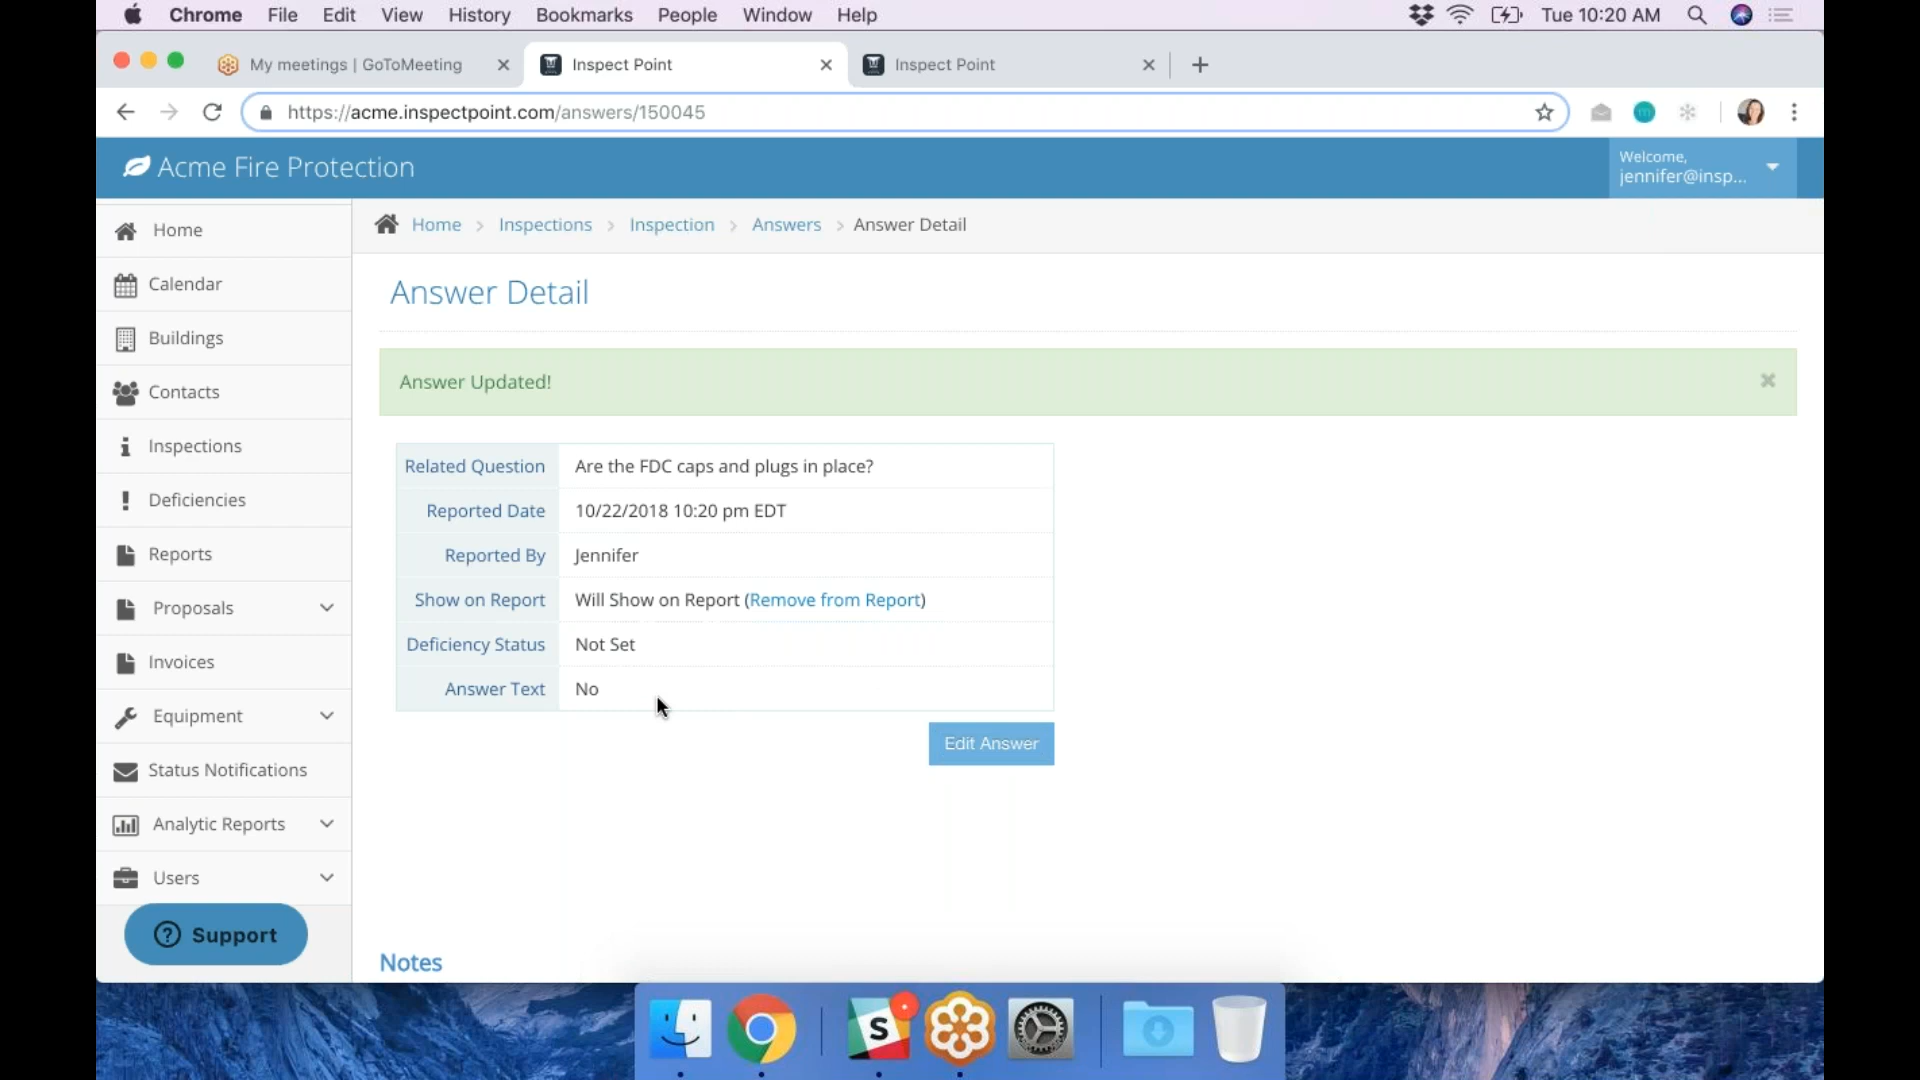 Chrome File Edit View History Bookmarks People Window Help Tue 10:20 AM
My meetings | GoToMeeting
Inspect Point
Inspect Point
https://acme.inspectpoint.com/answers/150045
Acme Fire Protection
Welcome,
jennifer@insp...
Home
Calendar
Buildings
Contacts
Inspections
Deficiencies
Reports
Proposals
Invoices
Equipment
Status Notifications
Analytic Reports
Users
Support
Home > Inspections > Inspection > Answers > Answer Detail
Answer Detail
Answer Updated!
Related Question Are the FDC caps and plugs in place?
Reported Date 10/22/2018 10:20 pm EDT
Reported By Jennifer
Show on Report Will Show on Report (Remove from Report)
Deficiency Status Not Set
Answer Text No
Edit Answer
Notes
S